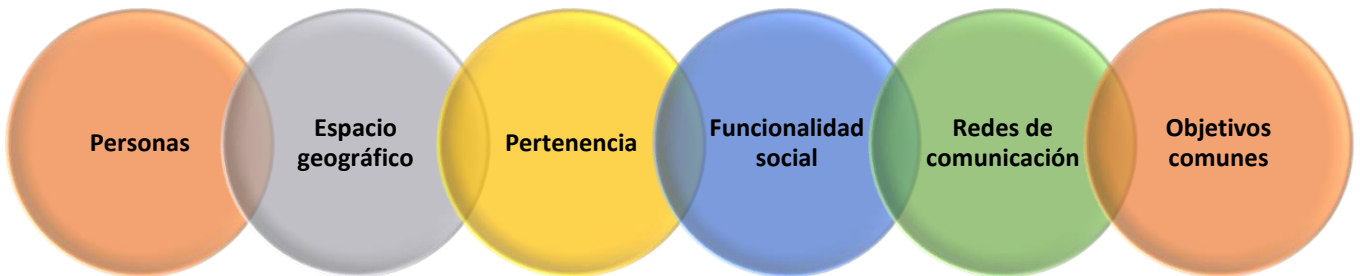 Personas
Espacio
geográfico
Pertenencia
Funcionalidad
social
Redes de
comunicación
Objetivos
comunes